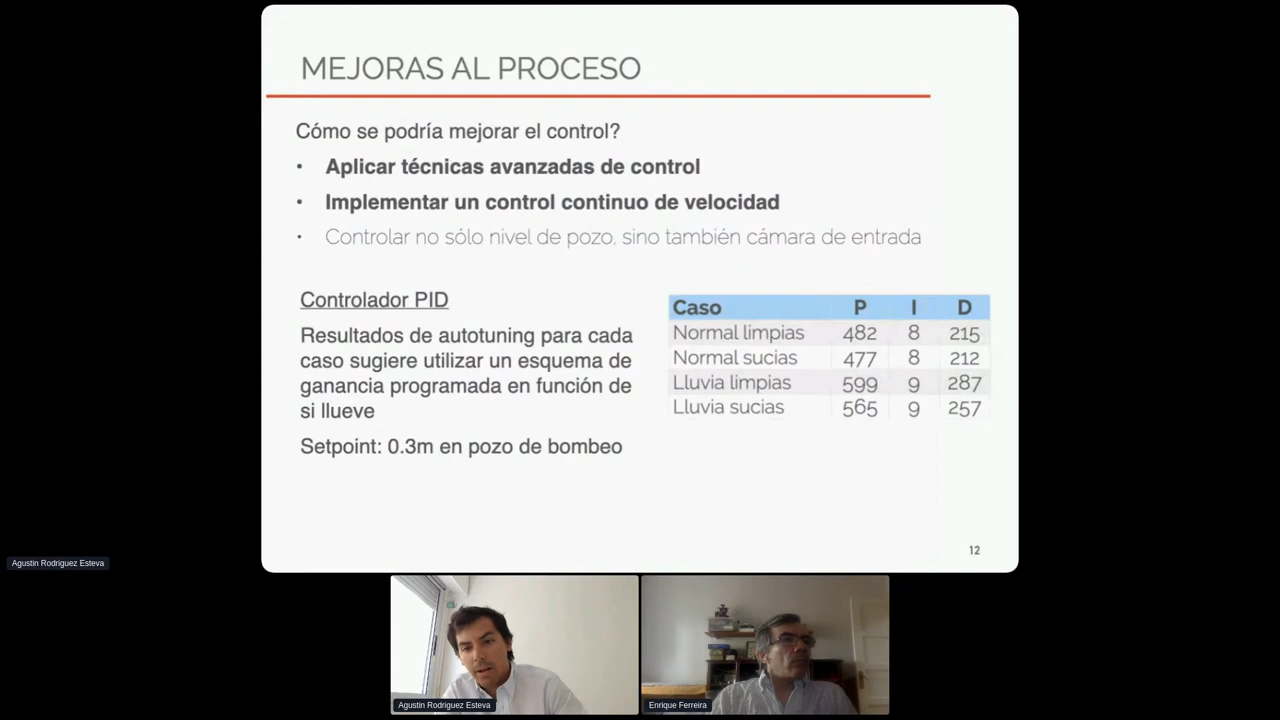 MEJORAS AL PROCESO
Cómo se podría mejorar el control?
• Aplicar técnicas avanzadas de control
• Implementar un control continuo de velocidad
• Controlar no sólo nivel de pozo, sino también cámara de entrada
Controlador PID
Resultados de autotuning para cada
caso sugiere utilizar un esquema de
ganancia programada en función de
si llueve
Setpoint: 0.3m en pozo de bombeo
Caso P I D
Normal limpias 482 8 215
Normal sucias 477 8 212
Lluvia limpias 599 9 287
Lluvia sucias 565 9 257
12
Agustin Rodriguez Esteva
Agustin Rodriguez Esteva
Enrique Ferreira